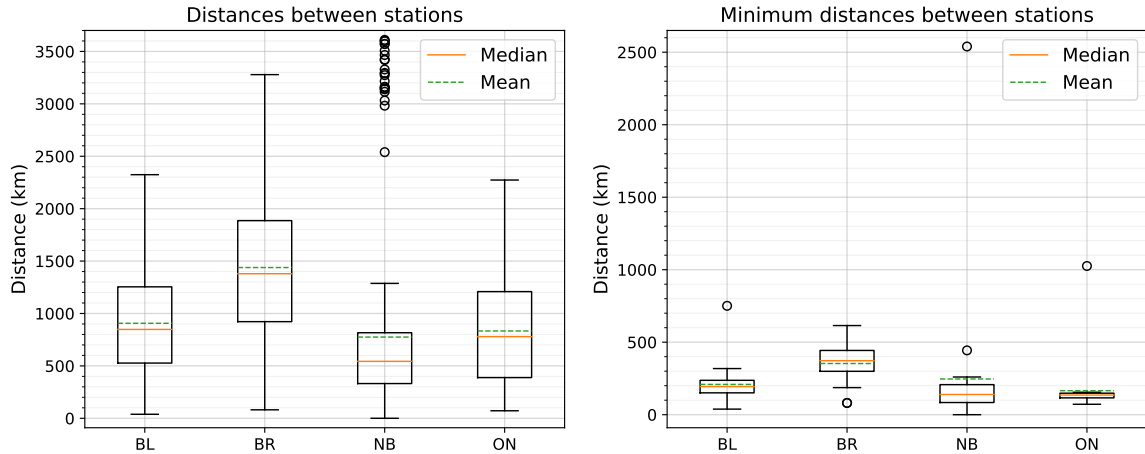 Distances between stations
Distance (km)
3500
3000
2500
2000
1500
1000
500
0
Median
Mean
BL BR NB ON
Minimum distances between stations
Distance (km)
2500
2000
1500
1000
500
0
Median
Mean
BL BR NB ON